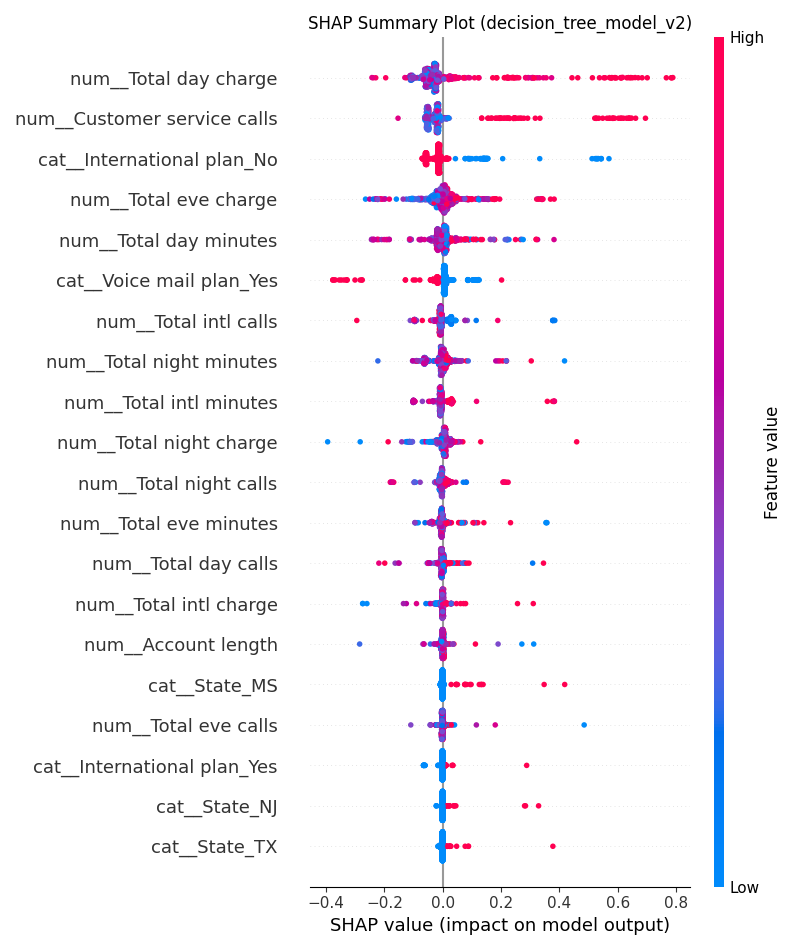 SHAP Summary Plot (decision_tree_model_v2)
High
num__Total day charge
num__Customer service calls
cat__International plan_No
num__Total eve charge
num__Total day minutes
cat__Voice mail plan_Yes
num__Total intl calls
num__Total night minutes
num__Total intl minutes
num__Total night charge
num__Total night calls
num__Total eve minutes
num__Total day calls
num__Total intl charge
num__Account length
cat__State_MS
num__Total eve calls
cat__International plan_Yes
cat__State_NJ
cat__State_TX
Feature value
Low
−0.4 −0.2 0.0 0.2 0.4 0.6 0.8
SHAP value (impact on model output)